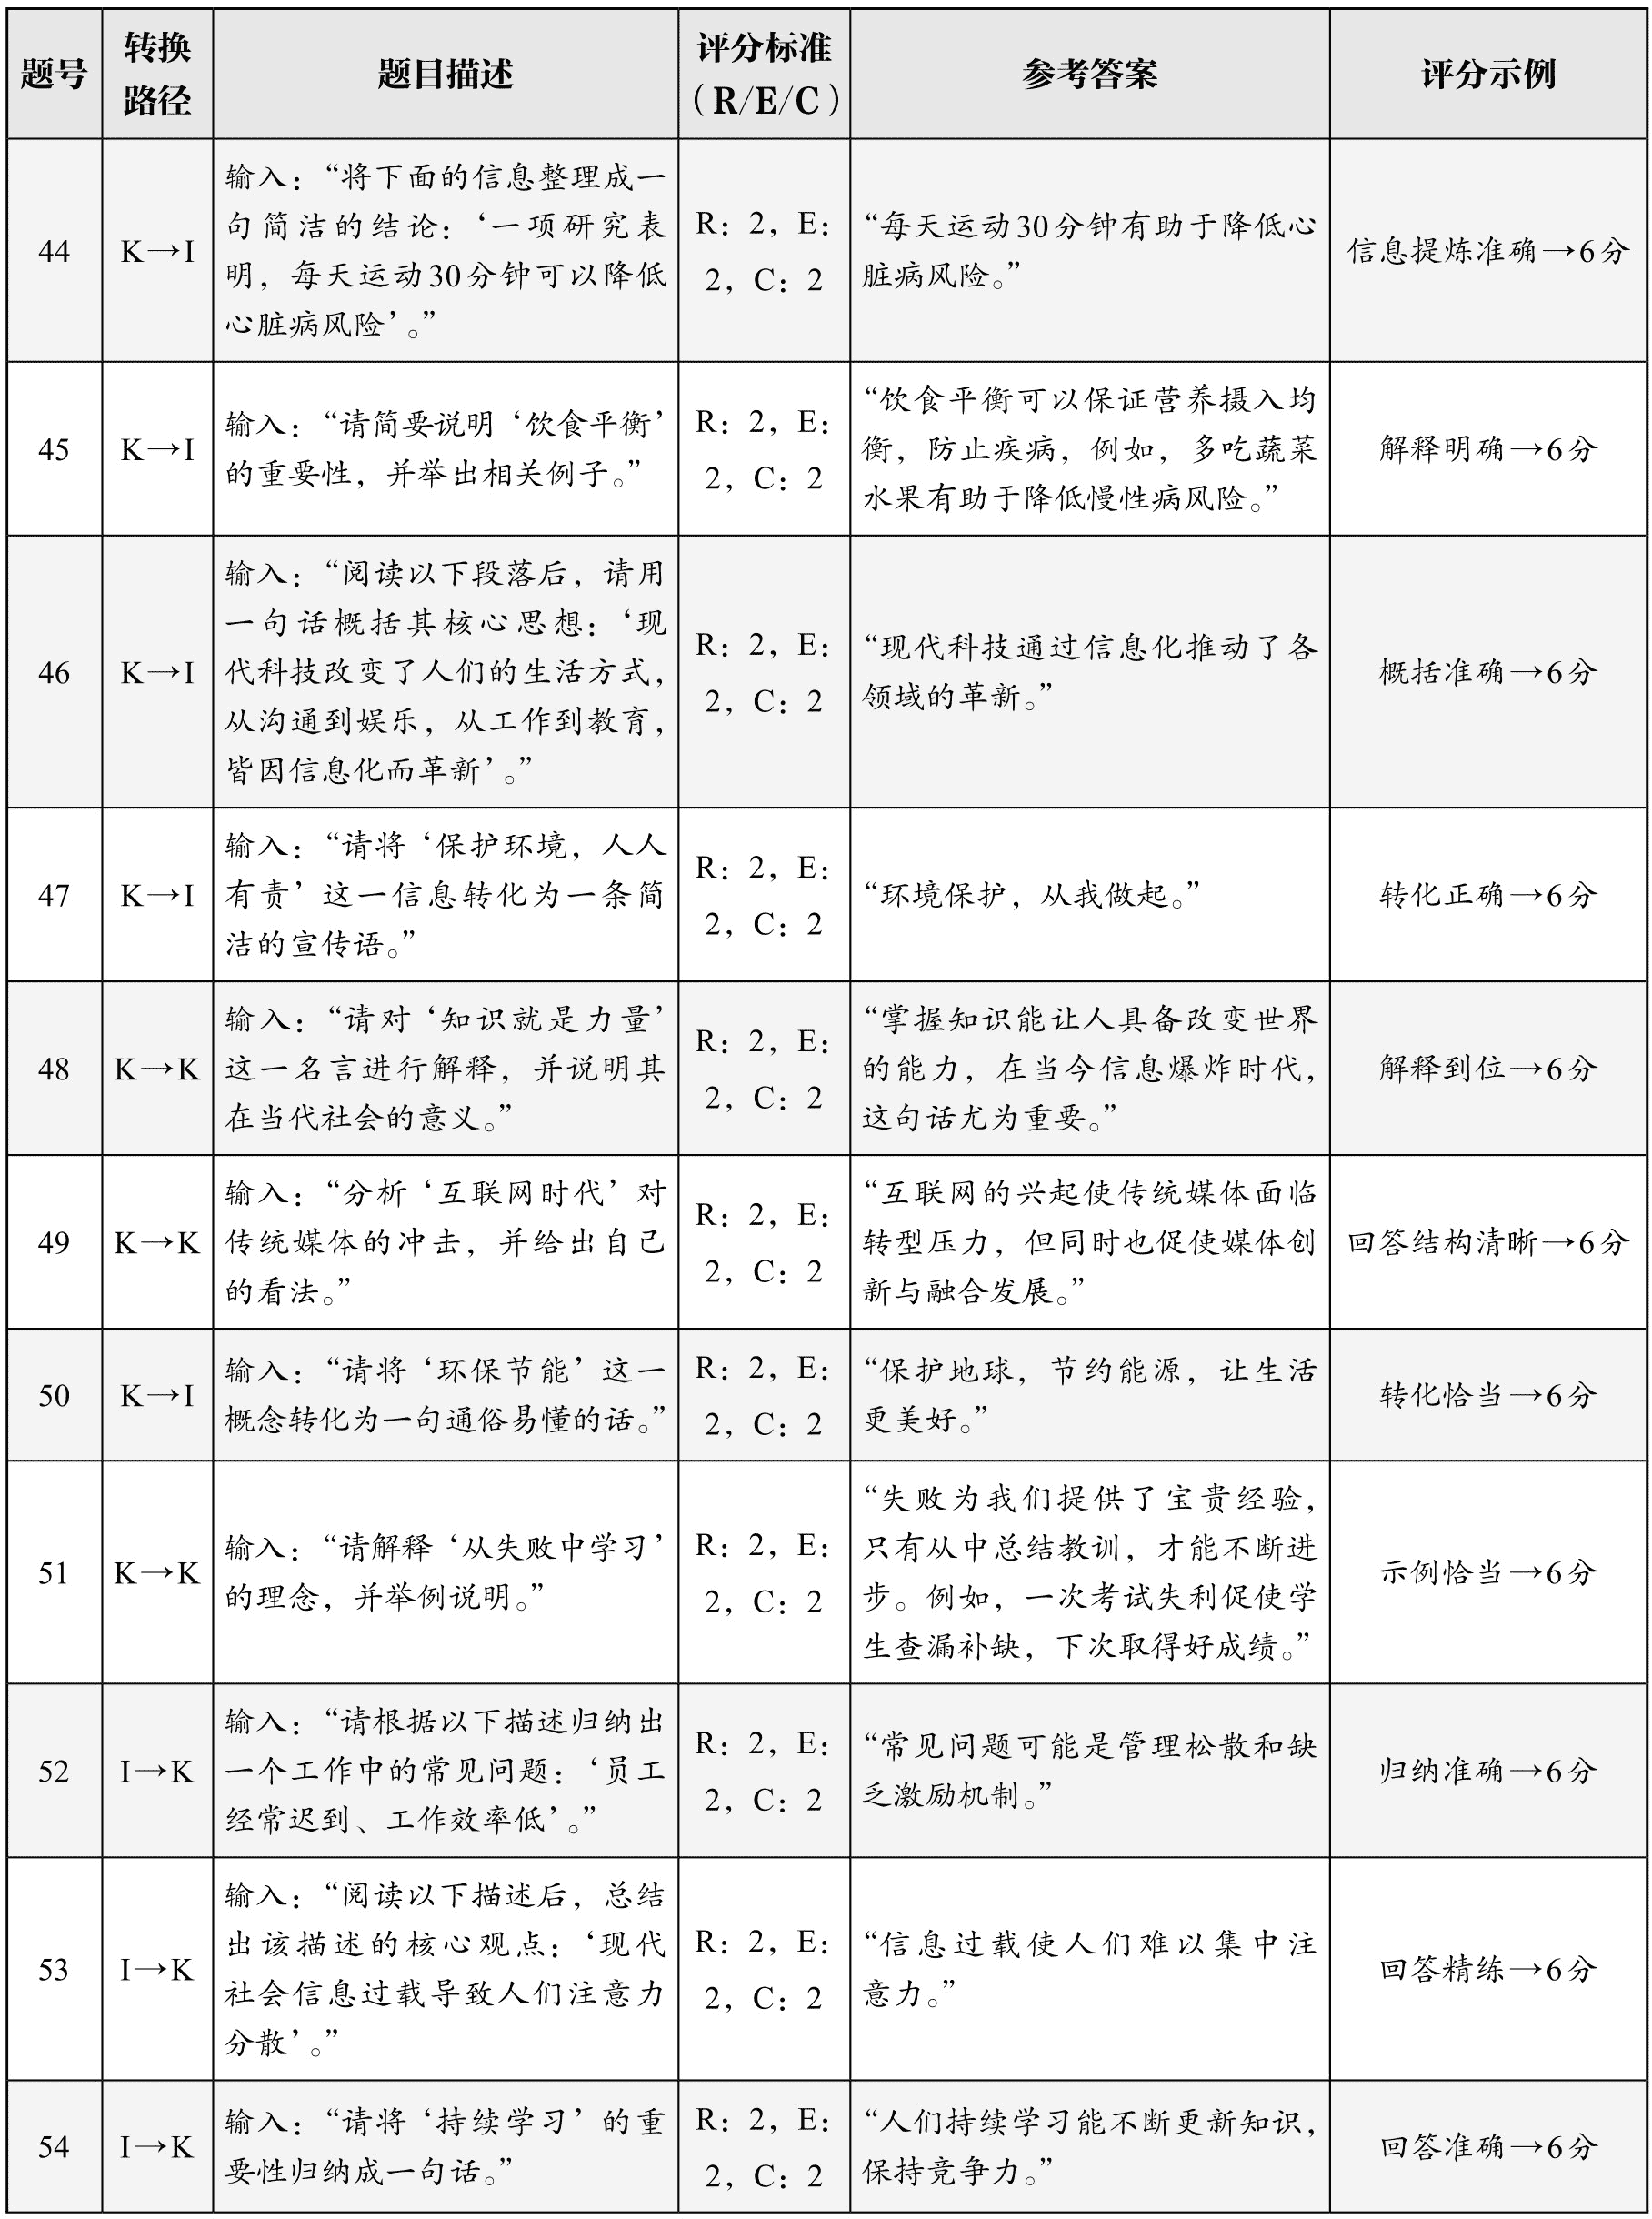 题号
转换
路径
题目描述
评分标准
（R/E/C）
参考答案
评分示例
44
K→I
输入：“将下面的信息整理成一
句简洁的结论：‘一项研究表
明，每天运动30分钟可以降低
心脏病风险’。”
R：2，E：
2，C：2
“每天运动30分钟有助于降低心
脏病风险。”
信息提炼准确→6分
45
K→I
输入：“请简要说明‘饮食平衡’
的重要性，并举出相关例子。”
R：2，E：
2，C：2
“饮食平衡可以保证营养摄入均
衡，防止疾病，例如，多吃蔬菜
水果有助于降低慢性病风险。”
解释明确→6分
46
K→I
输入：“阅读以下段落后，请用
一句话概括其核心思想：‘现
代科技改变了人们的生活方式，
从沟通到娱乐，从工作到教育，
皆因信息化而革新’。”
R：2，E：
2，C：2
“现代科技通过信息化推动了各
领域的革新。”
概括准确→6分
47
K→I
输入：“请将‘保护环境，人人
有责’这一信息转化为一条简
洁的宣传语。”
R：2，E：
2，C：2
“环境保护，从我做起。”
转化正确→6分
48
K→K
输入：“请对‘知识就是力量’
这一名言进行解释，并说明其
在当代社会的意义。”
R：2，E：
2，C：2
“掌握知识能让人具备改变世界
的能力，在当今信息爆炸时代，
这句话尤为重要。”
解释到位→6分
49
K→K
输入：“分析‘互联网时代’对
传统媒体的冲击，并给出自己
的看法。”
R：2，E：
2，C：2
“互联网的兴起使传统媒体面临
转型压力，但同时也促使媒体创
新与融合发展。”
回答结构清晰→6分
50
K→I
输入：“请将‘环保节能’这一
概念转化为一句通俗易懂的话。”
R：2，E：
2，C：2
“保护地球，节约能源，让生活
更美好。”
转化恰当→6分
51
K→K
输入：“请解释‘从失败中学习’
的理念，并举例说明。”
R：2，E：
2，C：2
“失败为我们提供了宝贵经验，
只有从中总结教训，才能不断进
步。例如，一次考试失利促使学
生查漏补缺，下次取得好成绩。”
示例恰当→6分
52
I→K
输入：“请根据以下描述归纳出
一个工作中的常见问题：‘员工
经常迟到、工作效率低’。”
R：2，E：
2，C：2
“常见问题可能是管理松散和缺
乏激励机制。”
归纳准确→6分
53
I→K
输入：“阅读以下描述后，总结
出该描述的核心观点：‘现代
社会信息过载导致人们注意力
分散’。”
R：2，E：
2，C：2
“信息过载使人们难以集中注
意力。”
回答精练→6分
54
I→K
输入：“请将‘持续学习’的重
要性归纳成一句话。”
R：2，E：
2，C：2
“人们持续学习能不断更新知识，
保持竞争力。”
回答准确→6分